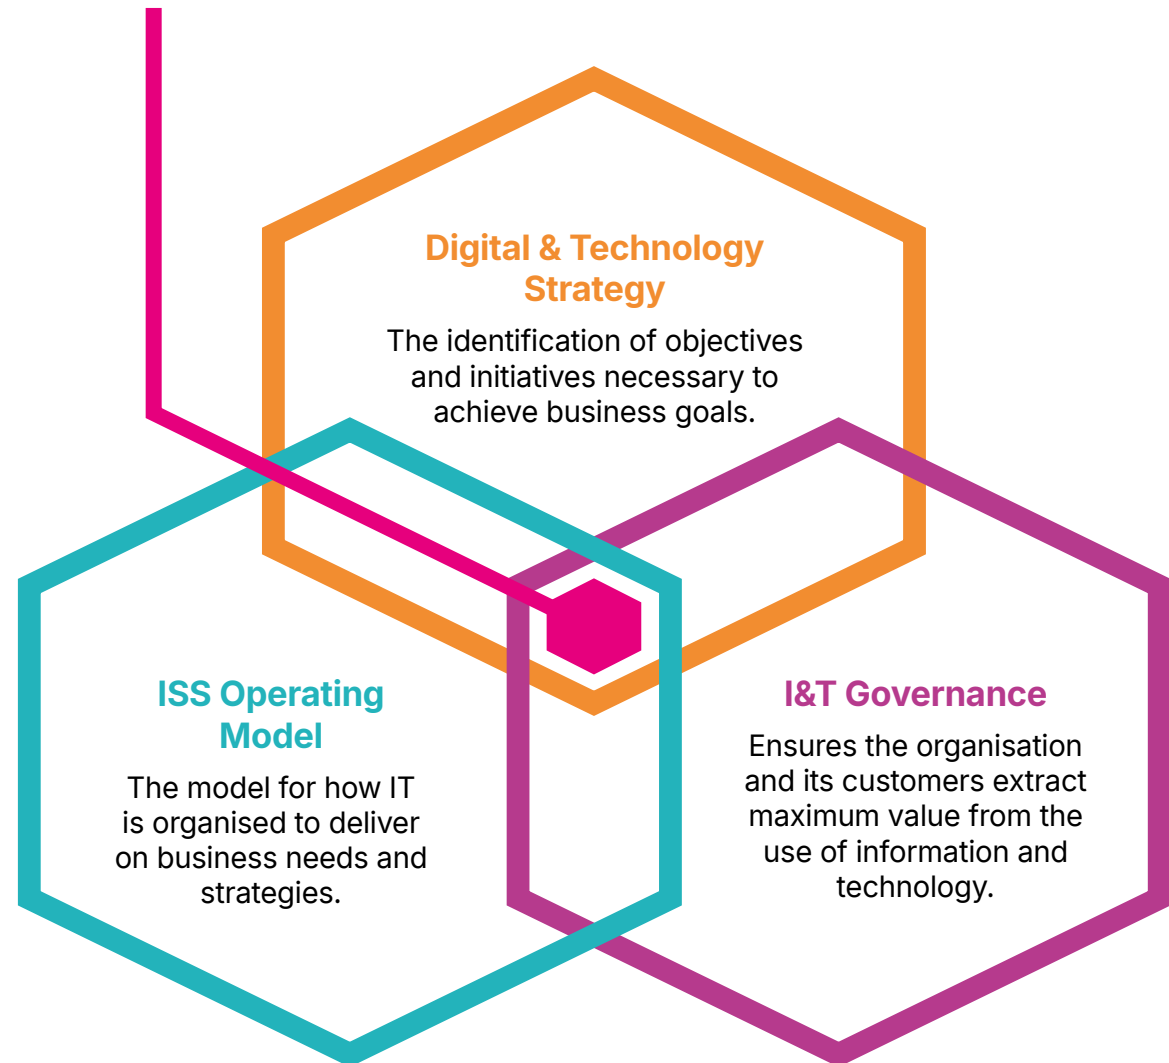 Digital & Technology
Strategy
The identification of objectives
and initiatives necessary to
achieve business goals.
ISS Operating
Model
The model for how IT
is organised to deliver
on business needs and
strategies.
I&T Governance
Ensures the organisation
and its customers extract
maximum value from the
use of information and
technology.